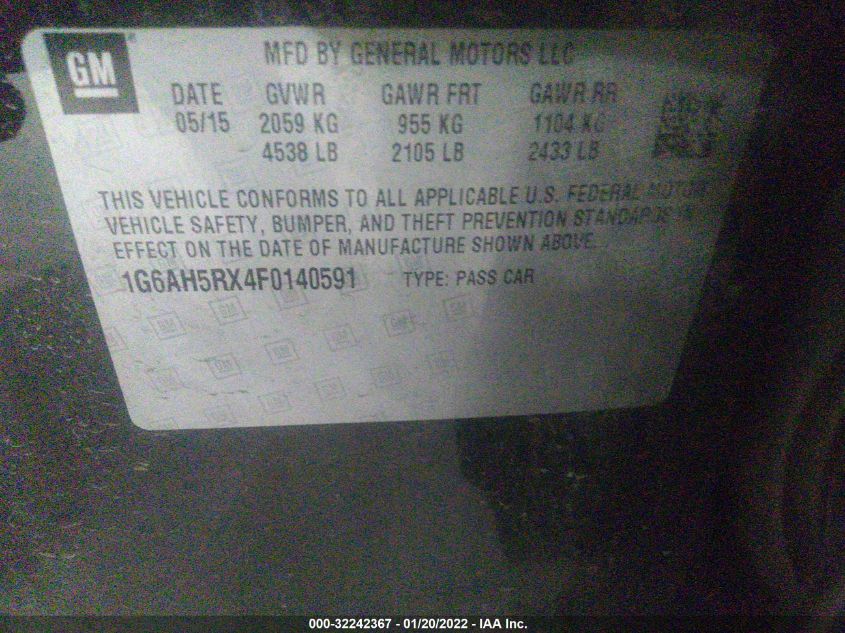 GM
MFD BY GENERAL MOTORS LLC
DATE GVWR GAWR FRT GAWR RR
05/15 2059 KG 955 KG 1104 KG
4538 LB 2105 LB 2433 LB
THIS VEHICLE CONFORMS TO ALL APPLICABLE U.S. FEDERAL MOTOR
VEHICLE SAFETY, BUMPER, AND THEFT PREVENTION STANDARDS IN
EFFECT ON THE DATE OF MANUFACTURE SHOWN ABOVE.
1G6AH5RX4F0140591 TYPE: PASS CAR
000-32242367 - 01/20/2022 - IAA Inc.